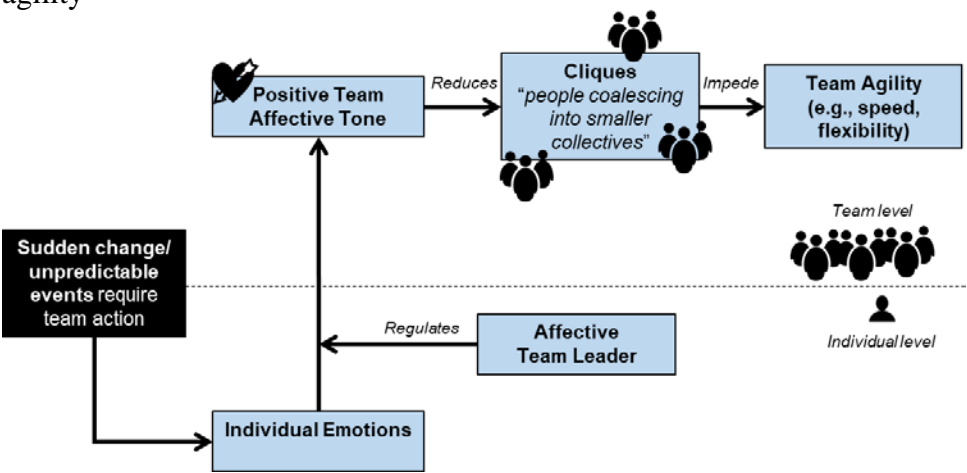 agility
Positive Team
Affective Tone
Reduces
Cliques
"people coalescing
into smaller
collectives"
Impede
Team Agility
(e.g., speed,
flexibility)
Team level
Sudden change/
unpredictable
events require
team action
Regulates
Affective
Team Leader
Individual level
Individual Emotions